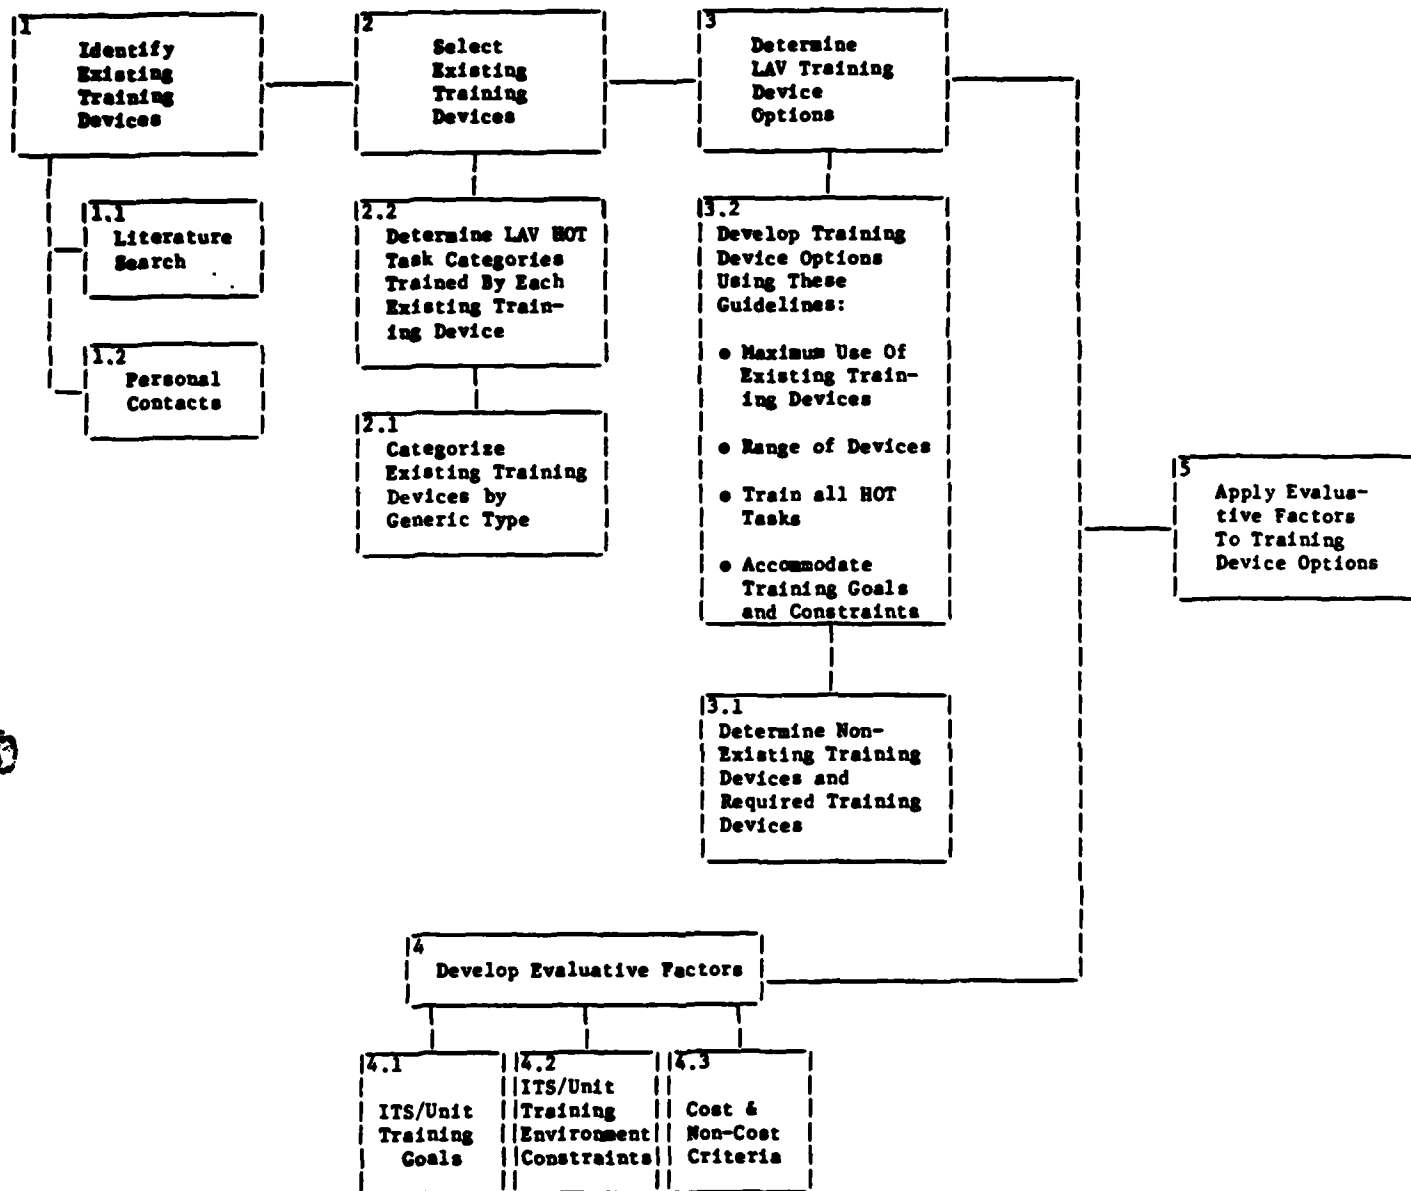 1
Identify
Existing
Training
Devices
1.1
Literature
Search
1.2
Personal
Contacts
2
Select
Existing
Training
Devices
2.2
Determine LAV HOT
Task Categories
Trained By Each
Existing Train-
ing Device
2.1
Categorize
Existing Training
Devices by
Generic Type
3
Determine
LAV Training
Device
Options
3.2
Develop Training
Device Options
Using These
Guidelines:
● Maximum Use Of
Existing Train-
ing Devices
● Range of Devices
● Train all HOT
Tasks
● Accommodate
Training Goals
and Constraints
3.1
Determine Non-
Existing Training
Devices and
Required Training
Devices
4
Develop Evaluative Factors
4.1
ITS/Unit
Training
Goals
4.2
ITS/Unit
Training
Environment
Constraints
4.3
Cost &
Non-Cost
Criteria
5
Apply Evalua-
tive Factors
To Training
Device Options